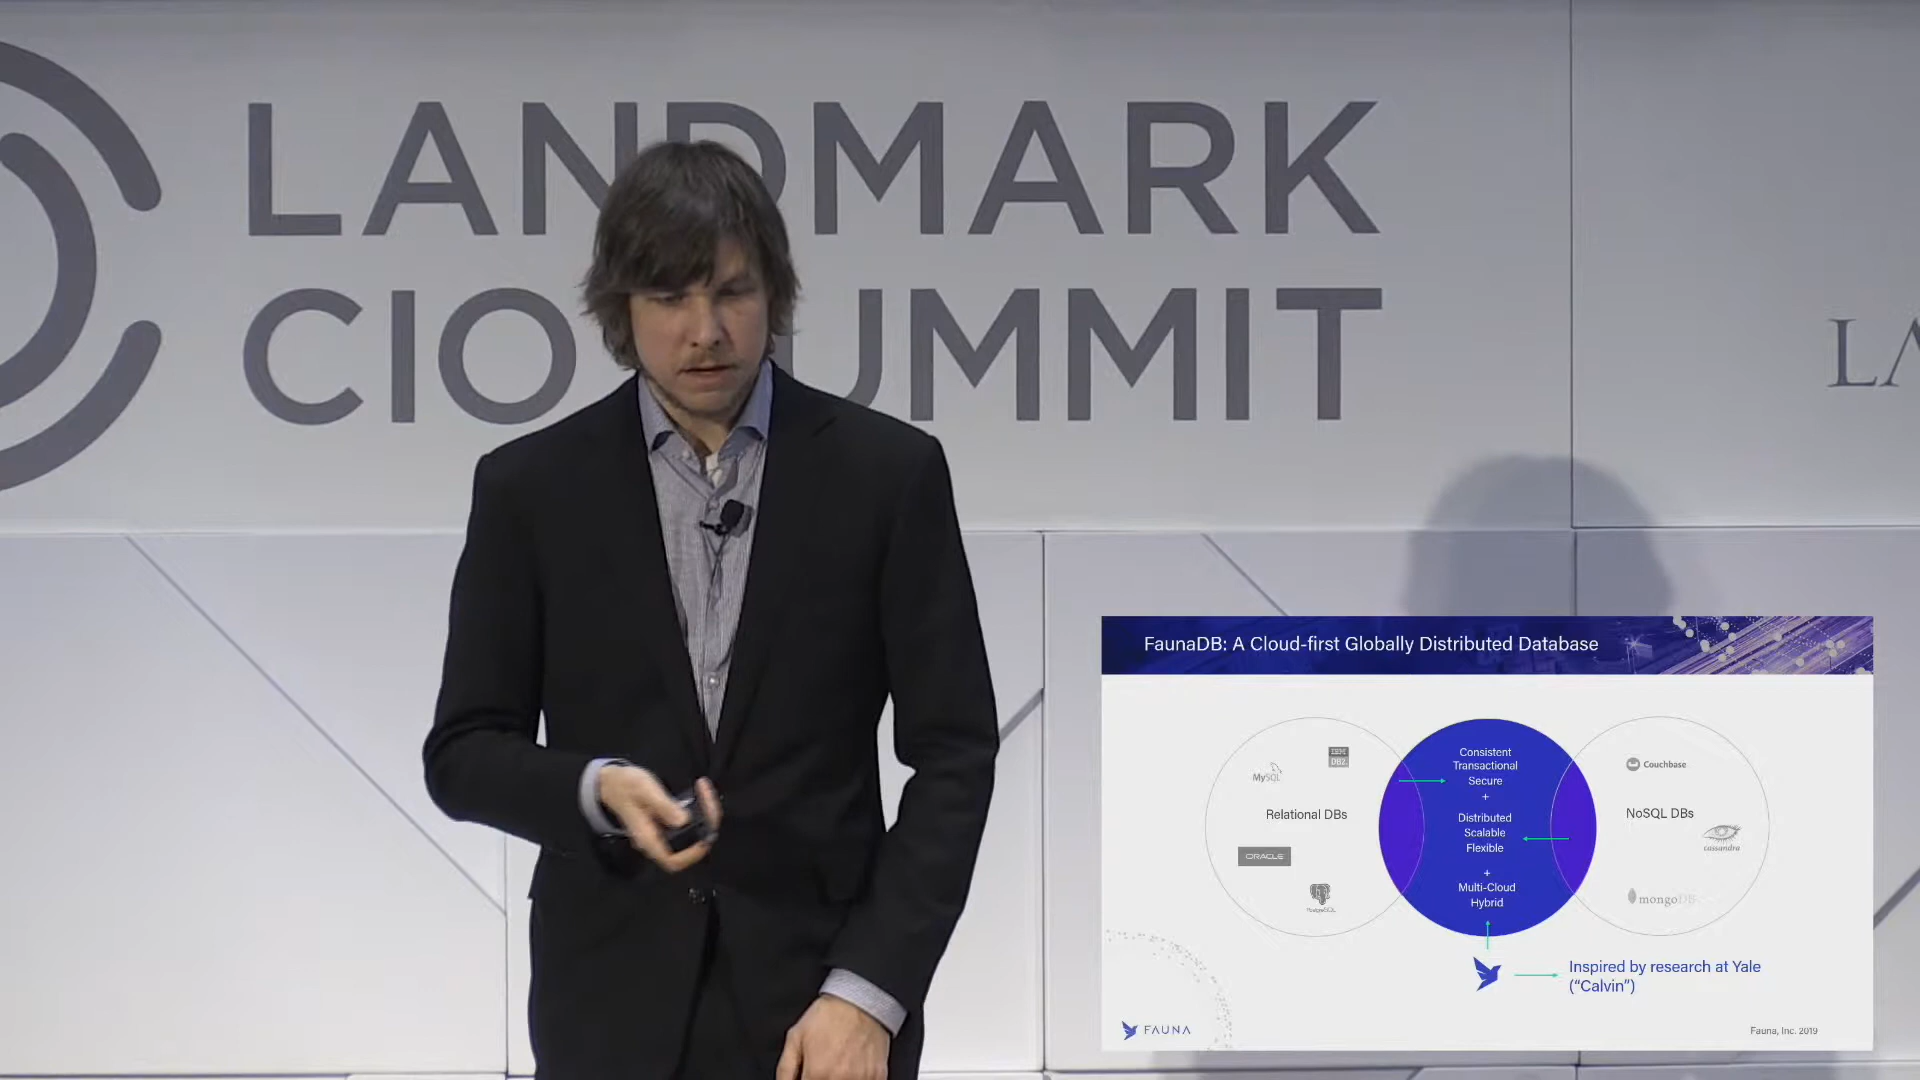 LANDMARK
CIO SUMMIT
LA
FaunaDB: A Cloud-first Globally Distributed Database
MySQL
IBM
DB2
Relational DBs
ORACLE
PostgreSQL
Consistent
Transactional
Secure
+
Distributed
Scalable
Flexible
+
Multi-Cloud
Hybrid
Couchbase
NoSQL DBs
cassandra
mongoDB
Inspired by research at Yale
("Calvin")
FAUNA
Fauna, Inc. 2019